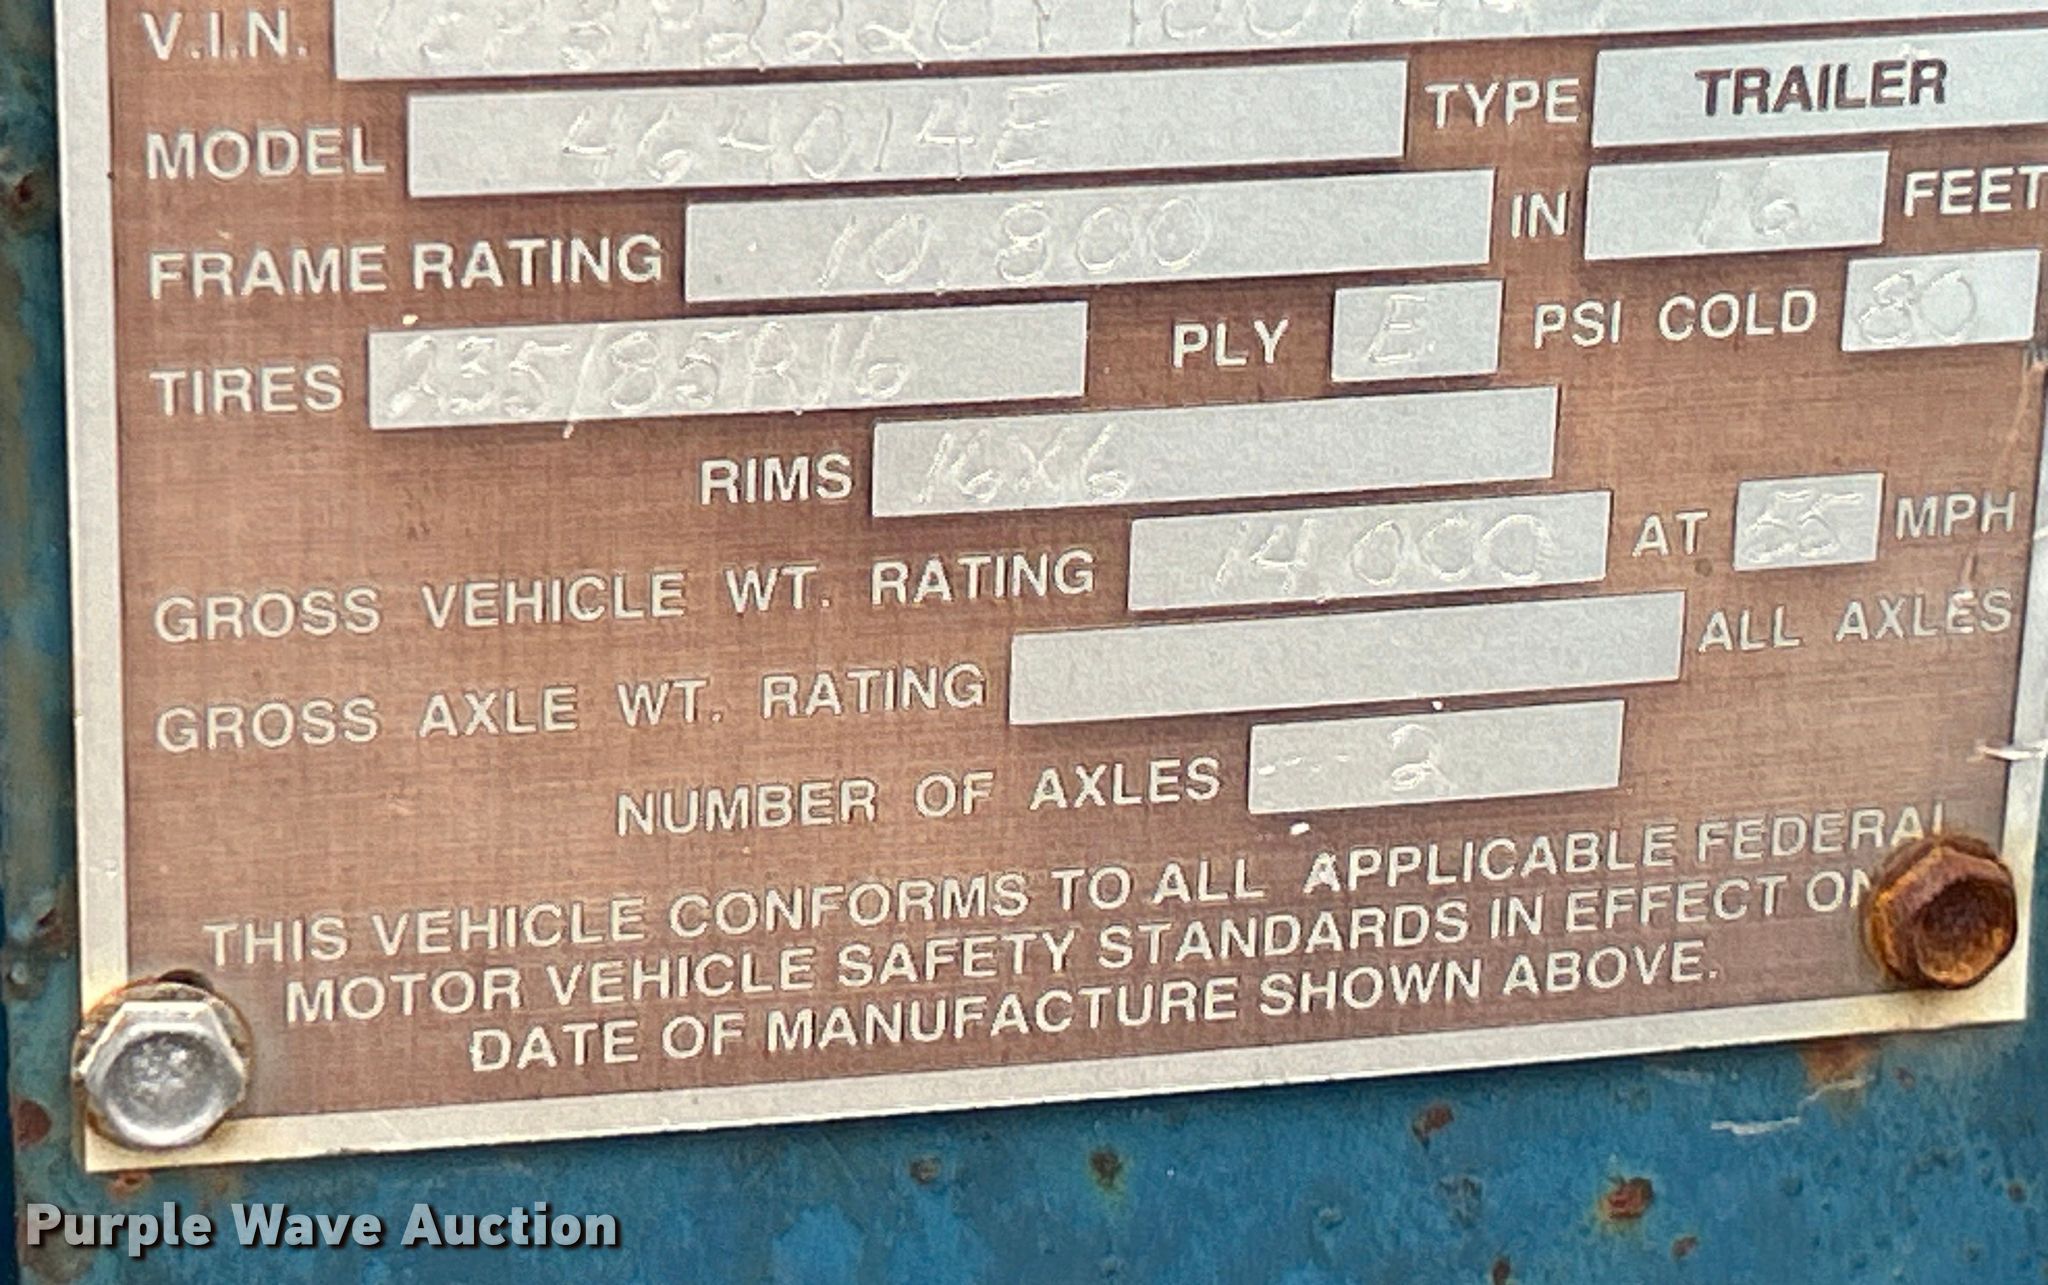 V.I.N.
MODEL 464014E TYPE TRAILER
FRAME RATING 10,800 IN 16 FEET
TIRES 235/85R16 PLY E PSI COLD 80
RIMS 16X6
GROSS VEHICLE WT. RATING 14,000 AT 55 MPH
GROSS AXLE WT. RATING ALL AXLES
NUMBER OF AXLES 2
THIS VEHICLE CONFORMS TO ALL APPLICABLE FEDERAL
MOTOR VEHICLE SAFETY STANDARDS IN EFFECT ON
DATE OF MANUFACTURE SHOWN ABOVE.
Purple Wave Auction